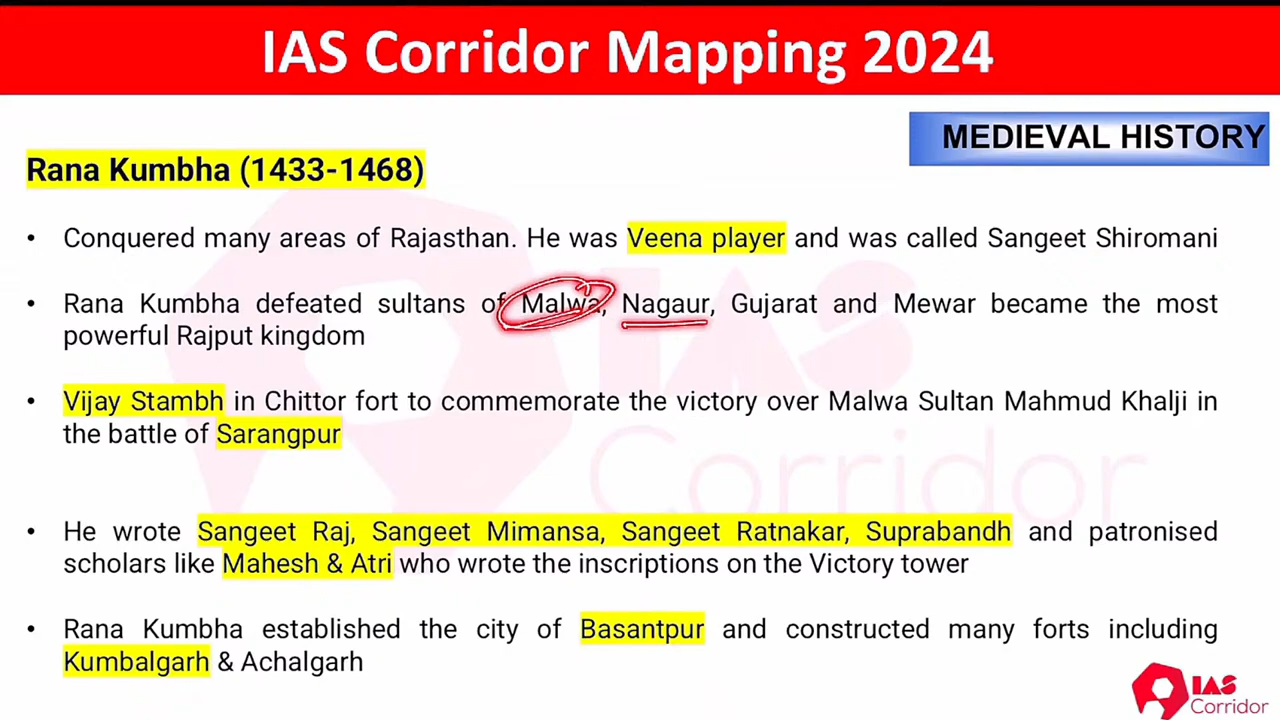 IAS Corridor Mapping 2024
MEDIEVAL HISTORY
Rana Kumbha (1433-1468)
• Conquered many areas of Rajasthan. He was Veena player and was called Sangeet Shiromani
• Rana Kumbha defeated sultans of Malwa, Nagaur, Gujarat and Mewar became the most
powerful Rajput kingdom
• Vijay Stambh in Chittor fort to commemorate the victory over Malwa Sultan Mahmud Khalji in
the battle of Sarangpur
• He wrote Sangeet Raj, Sangeet Mimansa, Sangeet Ratnakar, Suprabandh and patronised
scholars like Mahesh & Atri who wrote the inscriptions on the Victory tower
• Rana Kumbha established the city of Basantpur and constructed many forts including
Kumbalgarh & Achalgarh
IAS
Corridor
IAS
Corridor